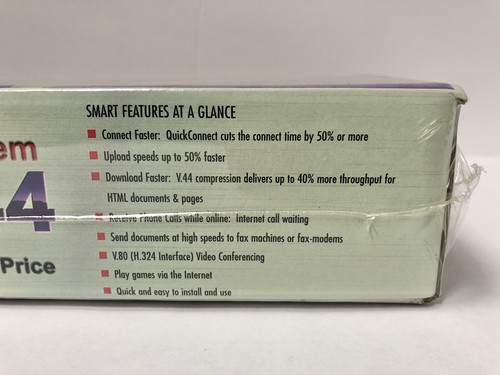 SMART FEATURES AT A GLANCE
Connect Faster: QuickConnect cuts the connect time by 50% or more
em
Upload speeds up to 50% faster
Download Faster: V.44 compression delivers up to 40% more throughput for
HTML documents & pages
.4
Receive Phone Calls while online: Internet call waiting
Send documents at high speeds to fax machines or fax-modems
V.80 (H.324 Interface) Video Conferencing
Price
Play games via the Internet
Quick and easy to install and use